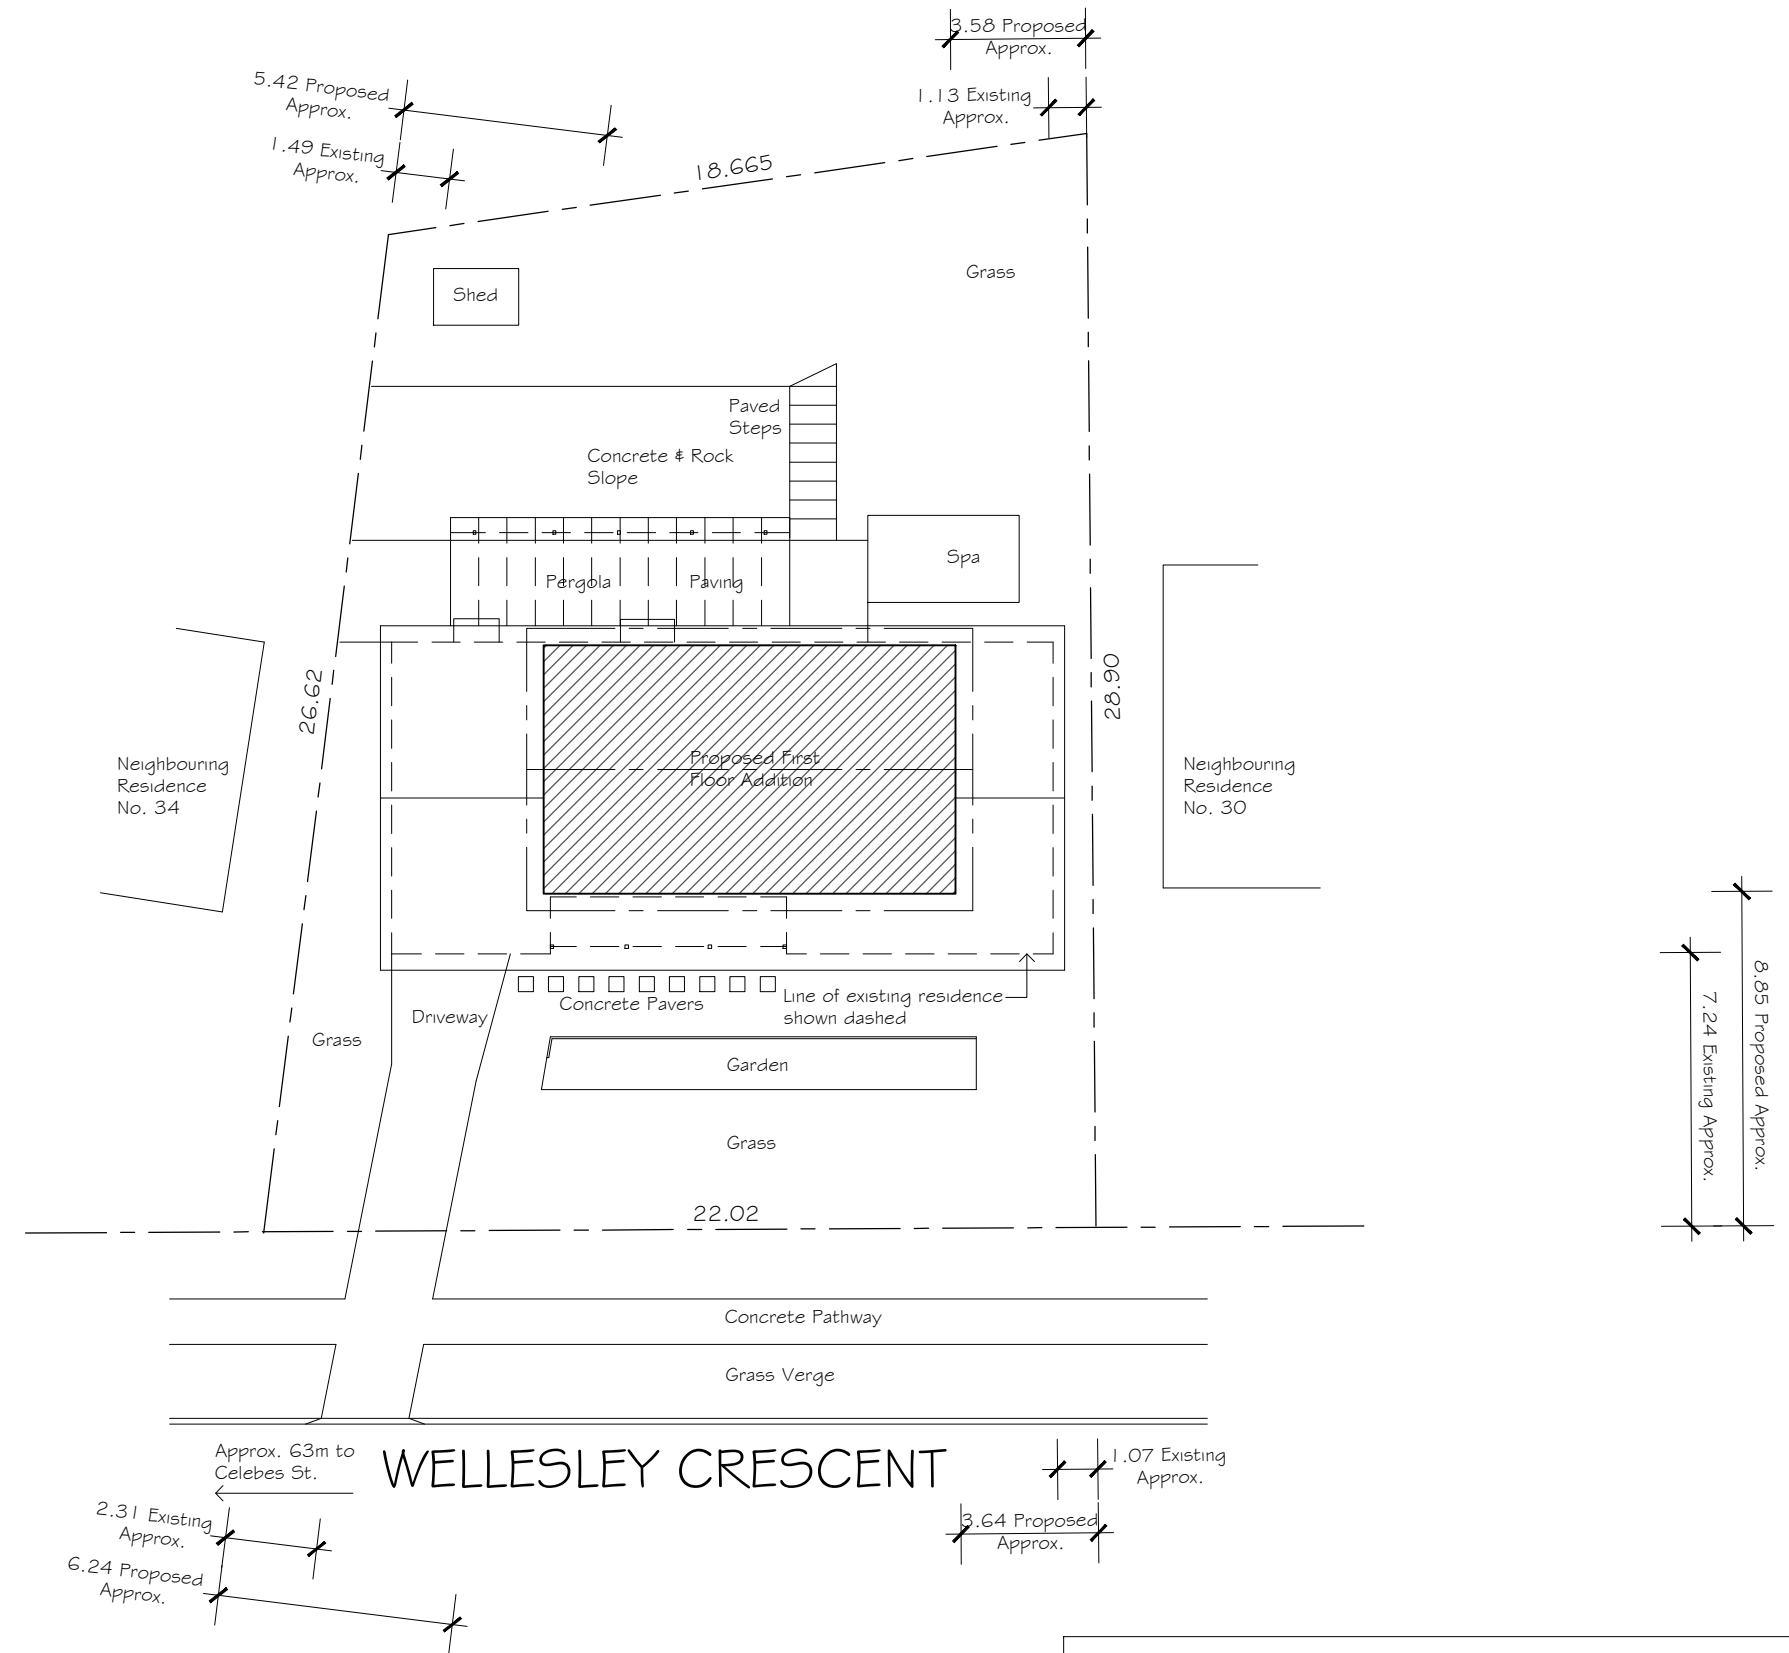 3.58 Proposed
Approx.
5.42 Proposed
Approx.
1.13 Existing
Approx.
1.49 Existing
Approx.
18.665
Grass
Shed
Paved
Steps
Concrete & Rock
Slope
Spa
Pergola
Paving
26.62
28.90
Neighbouring
Residence
No. 34
Proposed First
Floor Addition
Neighbouring
Residence
No. 30
Line of existing residence
shown dashed
Concrete Pavers
Driveway
Grass
Garden
Grass
7.24 Existing Approx.
8.85 Proposed Approx.
22.02
Concrete Pathway
Grass Verge
Approx. 63m to
Celebes St.
WELLESLEY CRESCENT
1.07 Existing
Approx.
2.31 Existing
Approx.
3.64 Proposed
Approx.
6.24 Proposed
Approx.